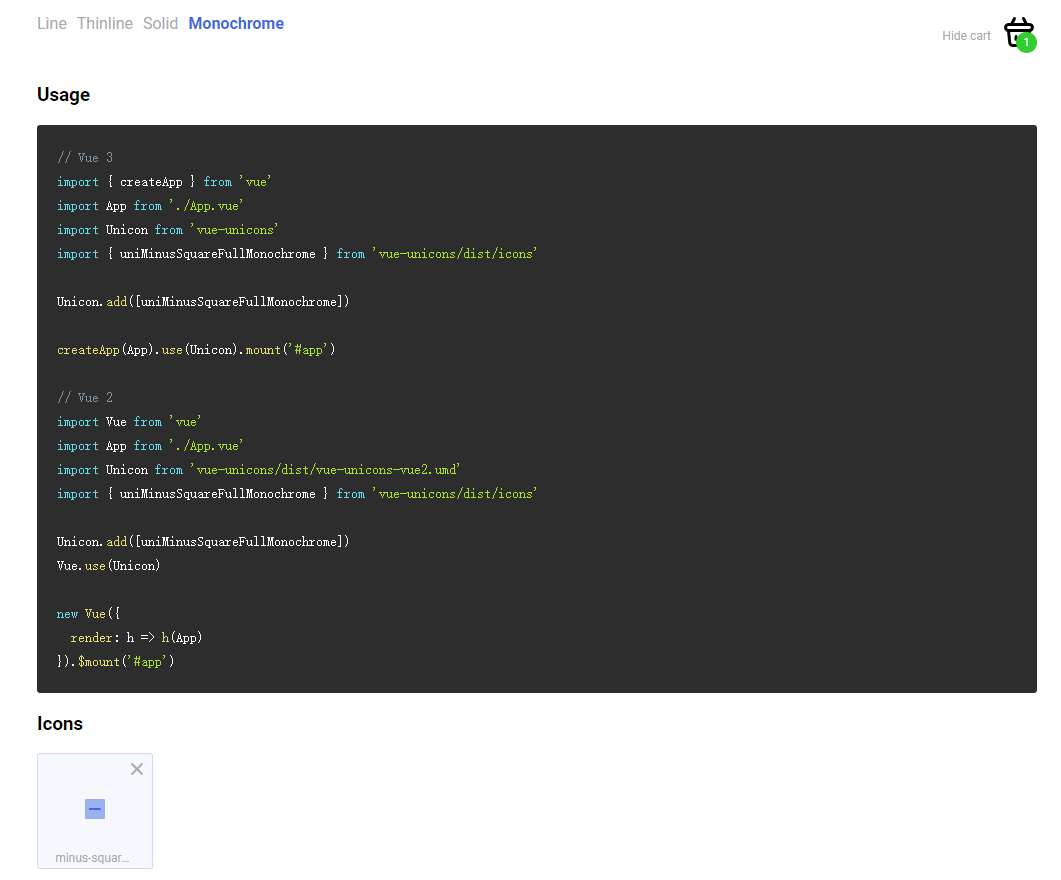 Line Thinline Solid Monochrome
Hide cart
1
Usage
// Vue 3
import { createApp } from 'vue'
import App from './App.vue'
import Unicon from 'vue-unicons'
import { uniMinusSquareFullMonochrome } from 'vue-unicons/dist/icons'
Unicon.add([uniMinusSquareFullMonochrome])
createApp(App).use(Unicon).mount('#app')
// Vue 2
import Vue from 'vue'
import App from './App.vue'
import Unicon from 'vue-unicons/dist/vue-unicons-vue2.umd'
import { uniMinusSquareFullMonochrome } from 'vue-unicons/dist/icons'
Unicon.add([uniMinusSquareFullMonochrome])
Vue.use(Unicon)
new Vue({
  render: h => h(App)
}).$mount('#app')
Icons
minus-squar...